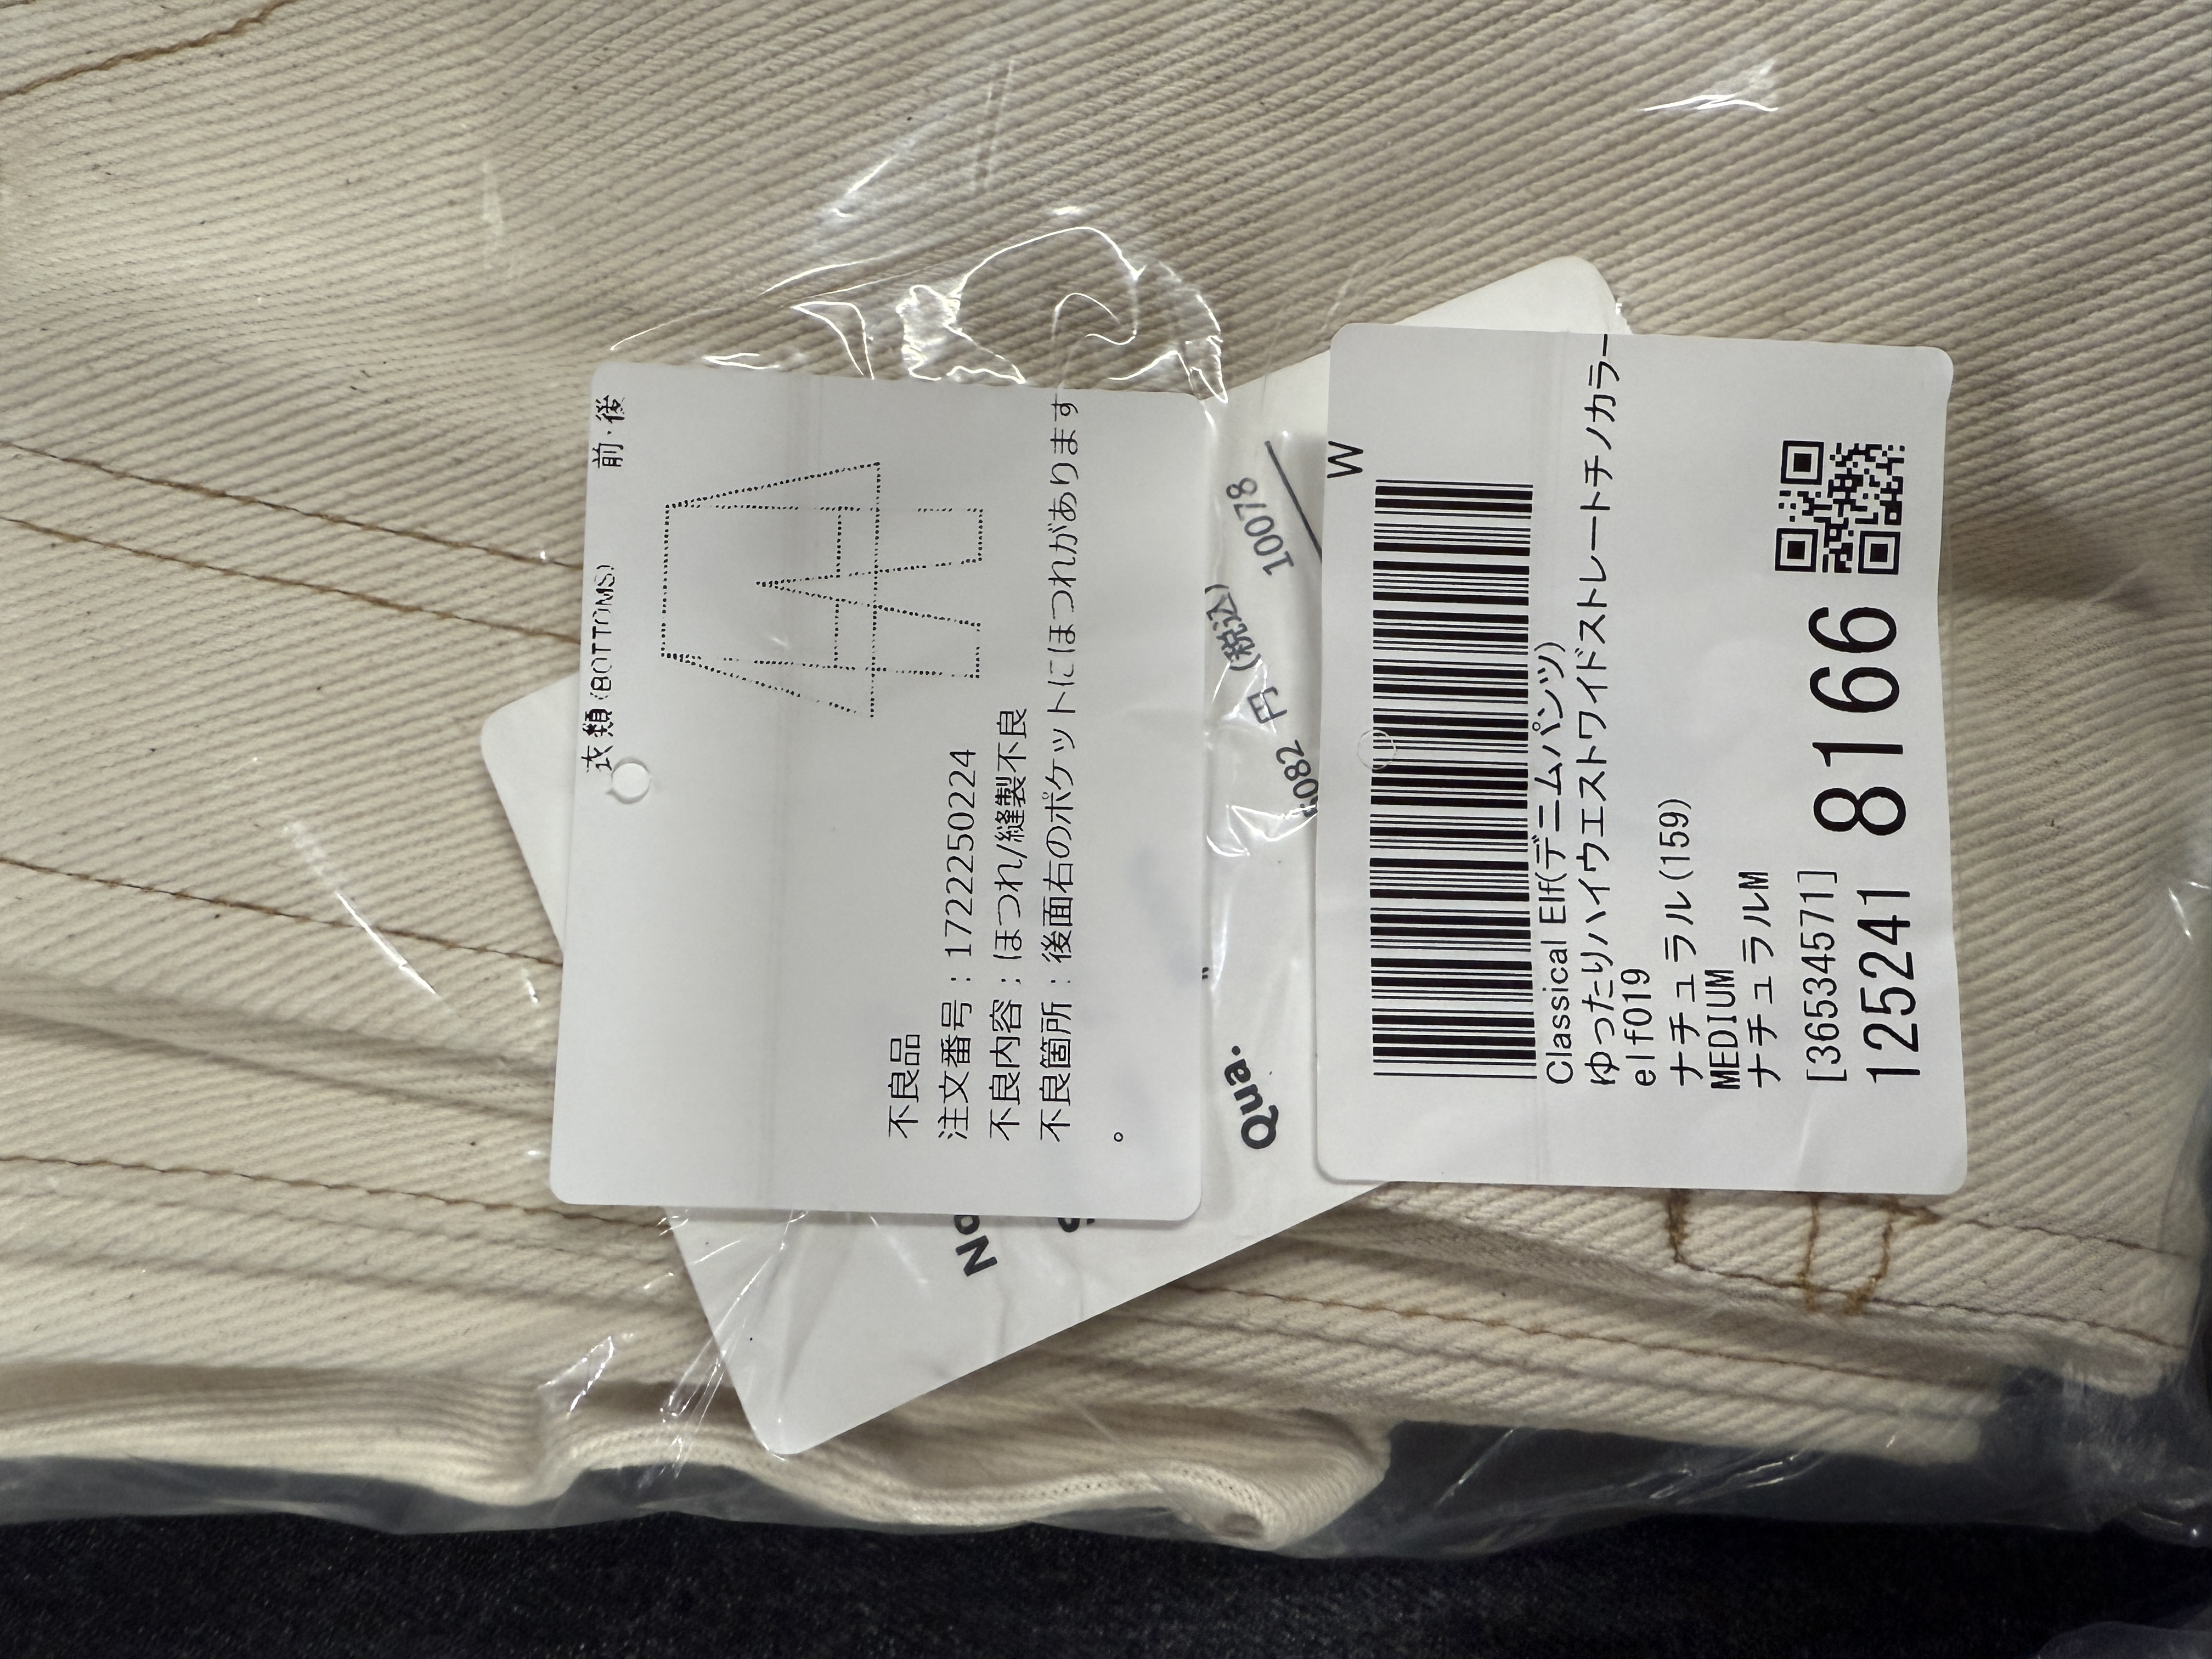 衣類(BOTTOMS) 前・後
不良品
注文番号：17222250224
不良内容：ほつれ/縫製不良
不良箇所：後面右のポケットにほつれがあります
。
Qua.
円 (税込) 10078
W
Classical Elf(デニムパンツ)
ゆったりハイウエストワイドストレートチノカラー
elf019
ナチュラル(159)
MEDIUM
ナチュラルM
[365334571]
125241 8166